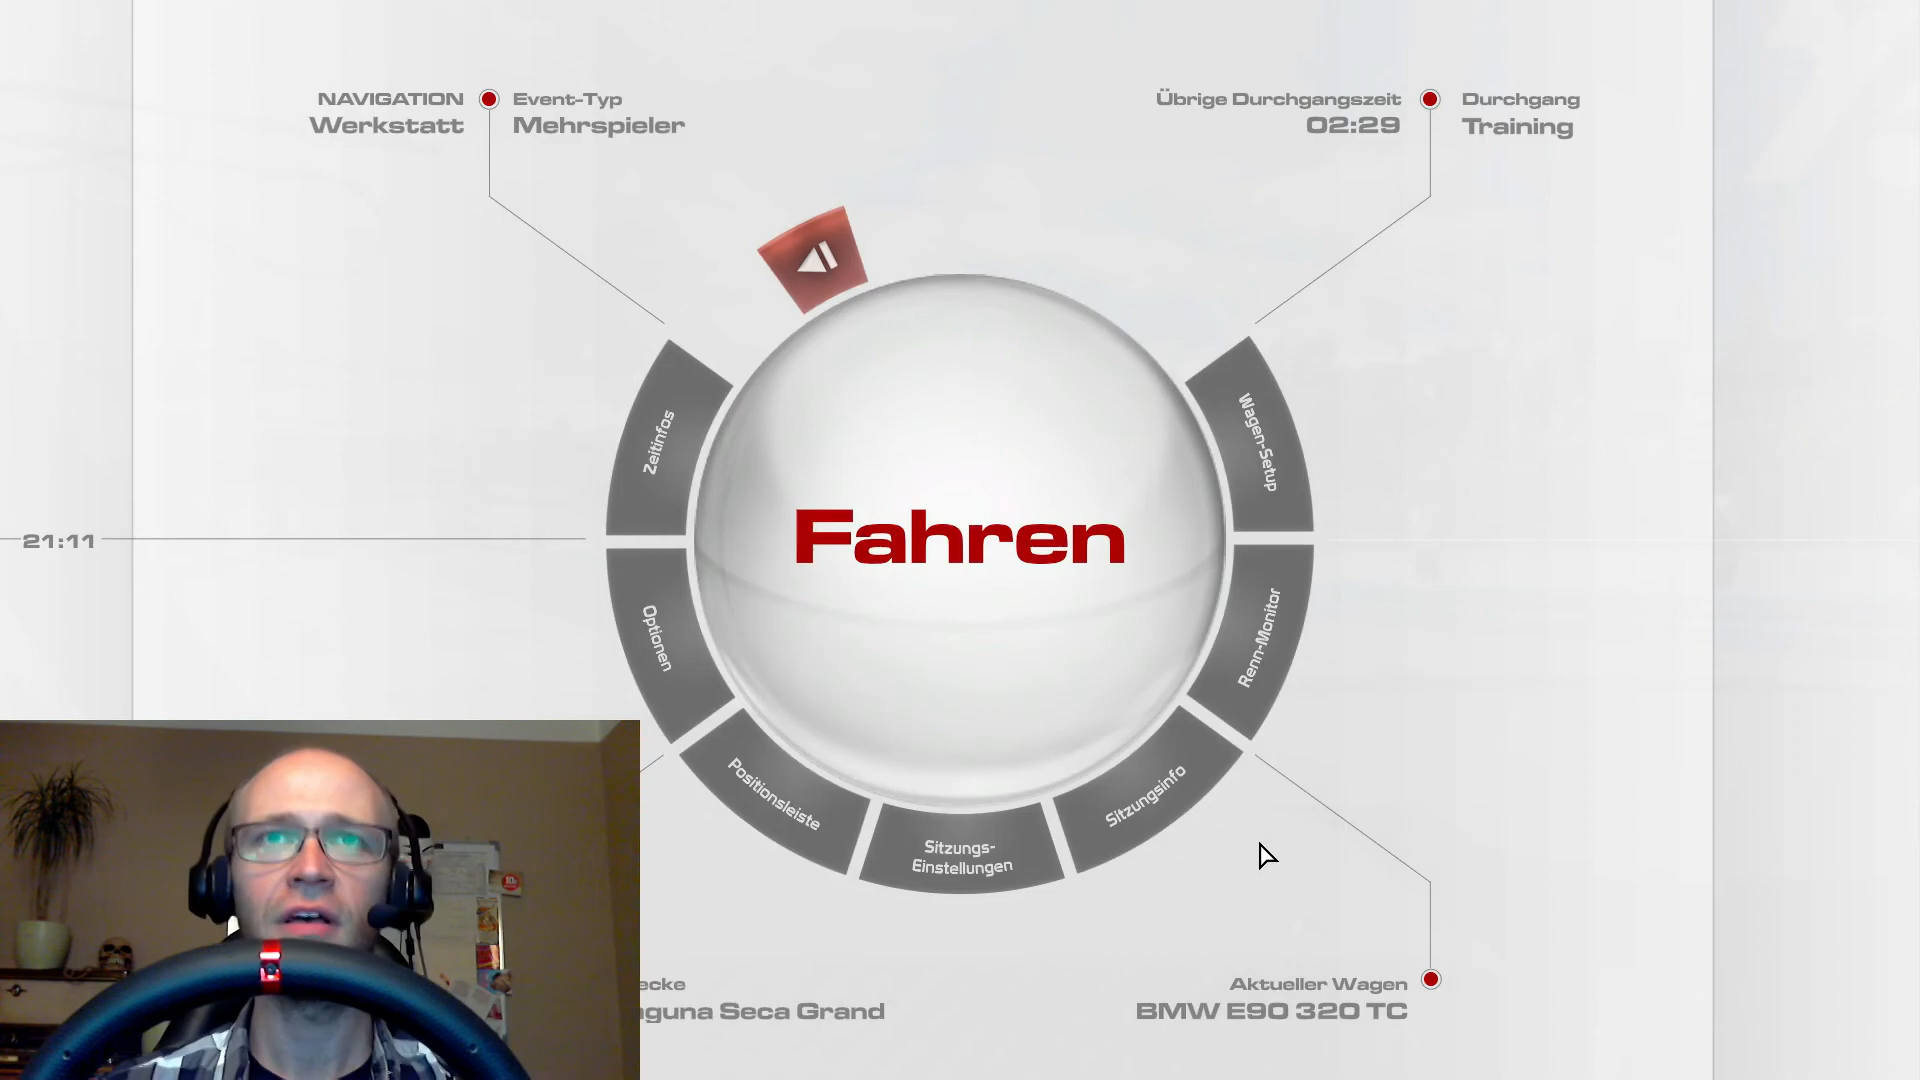 NAVIGATION
Werkstatt
Event-Typ
Mehrspieler
Übrige Durchgangszeit
02:29
Durchgang
Training
Zeitinfos
Wagen-Setup
21:11
Fahren
Optionen
Renn-Monitor
Positionsleiste
Sitzungs-
Einstellungen
Sitzungsinfo
ecke
guna Seca Grand
Aktueller Wagen
BMW E90 320 TC